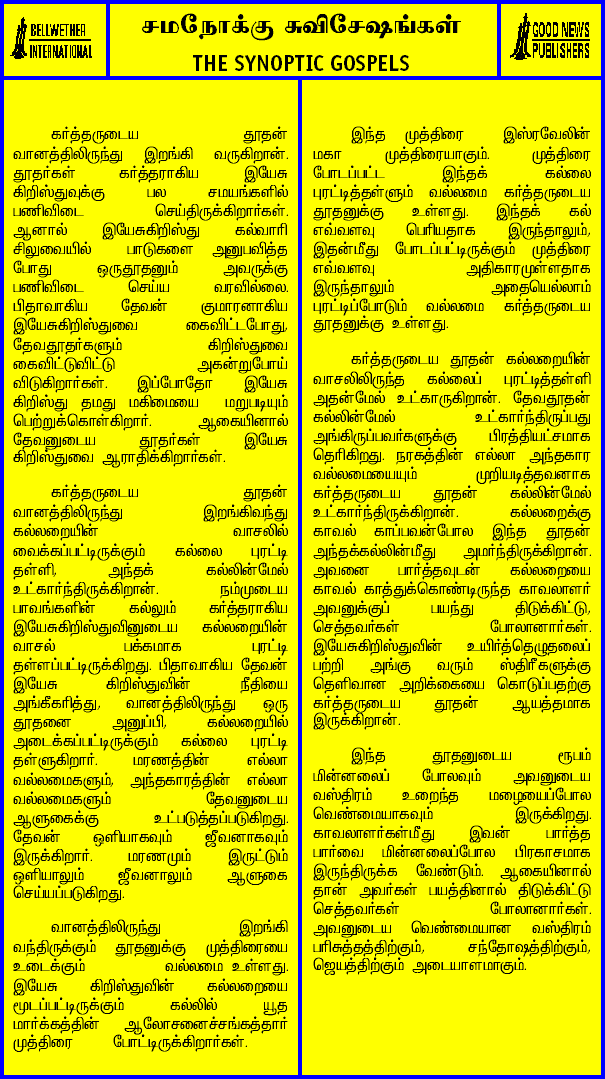 BELLWETHER
INTERNATIONAL
சமநோக்கு சுவிசேஷங்கள்
THE SYNOPTIC GOSPELS
GOOD NEWS
PUBLISHERS
கர்த்தருடைய தூதன்
வானத்திலிருந்து இறங்கி வருகிறான்.
தூதர்கள் கர்த்தராகிய இயேசு
கிறிஸ்துவுக்கு பல சமயங்களில்
பணிவிடை செய்திருக்கிறார்கள்.
ஆனால் இயேசுகிறிஸ்து கல்வாரி
சிலுவையில் பாடுகளை அனுபவித்த
போது ஒருதூதனும் அவருக்கு
பணிவிடை செய்ய வரவில்லை.
பிதாவாகிய தேவன் குமாரனாகிய
இயேசுகிறிஸ்துவை கைவிட்டபோது,
தேவதூதர்களும் கிறிஸ்துவை
கைவிட்டுவிட்டு அகன்றுபோய்
விடுகிறார்கள். இப்போதோ இயேசு
கிறிஸ்து தமது மகிமையை மறுபடியும்
பெற்றுக்கொள்கிறார். ஆகையினால்
தேவனுடைய தூதர்கள் இயேசு
கிறிஸ்துவை ஆராதிக்கிறார்கள்.
கர்த்தருடைய தூதன்
வானத்திலிருந்து இறங்கிவந்து
கல்லறையின் வாசலில்
வைக்கப்பட்டிருக்கும் கல்லை புரட்டி
தள்ளி, அந்தக் கல்லின்மேல்
உட்கார்ந்திருக்கிறான். நம்முடைய
பாவங்களின் கல்லும் கர்த்தராகிய
இயேசுகிறிஸ்துவினுடைய கல்லறையின்
வாசல் பக்கமாக புரட்டி
தள்ளப்பட்டிருக்கிறது. பிதாவாகிய தேவன்
இயேசு கிறிஸ்துவின் நீதியை
அங்கீகரித்து, வானத்திலிருந்து ஒரு
தூதனை அனுப்பி, கல்லறையில்
அடைக்கப்பட்டிருக்கும் கல்லை புரட்டி
தள்ளுகிறார். மரணத்தின் எல்லா
வல்லமைகளும், அந்தகாரத்தின் எல்லா
வல்லமைகளும் தேவனுடைய
ஆளுகைக்கு உட்படுத்தப்படுகிறது.
தேவன் ஒளியாகவும் ஜீவனாகவும்
இருக்கிறார். மரணமும் இருட்டும்
ஒளியாலும் ஜீவனாலும் ஆளுகை
செய்யப்படுகிறது.
வானத்திலிருந்து இறங்கி
வந்திருக்கும் தூதனுக்கு முத்திரையை
உடைக்கும் வல்லமை உள்ளது.
இயேசு கிறிஸ்துவின் கல்லறையை
மூடப்பட்டிருக்கும் கல்லில் யூத
மார்க்கத்தின் ஆலோசனைச்சங்கத்தார்
முத்திரை போட்டிருக்கிறார்கள்.
இந்த முத்திரை இஸ்ரவேலின்
மகா முத்திரையாகும். முத்திரை
போடப்பட்ட இந்தக் கல்லை
புரட்டித்தள்ளும் வல்லமை கர்த்தருடைய
தூதனுக்கு உள்ளது. இந்தக் கல்
எவ்வளவு பெரியதாக இருந்தாலும்,
இதன்மீது போடப்பட்டிருக்கும் முத்திரை
எவ்வளவு அதிகாரமுள்ளதாக
இருந்தாலும் அதையெல்லாம்
புரட்டிப்போடும் வல்லமை கர்த்தருடைய
தூதனுக்கு உள்ளது.
கர்த்தருடைய தூதன் கல்லறையின்
வாசலிலிருந்த கல்லைப் புரட்டித்தள்ளி
அதன்மேல் உட்காருகிறான். தேவதூதன்
கல்லின்மேல் உட்கார்ந்திருப்பது
அங்கிருப்பவர்களுக்கு பிரத்தியட்சமாக
தெரிகிறது. நரகத்தின் எல்லா அந்தகார
வல்லமையையும் முறியடித்தவனாக
கர்த்தருடைய தூதன் கல்லின்மேல்
உட்கார்ந்திருக்கிறான். கல்லறைக்கு
காவல் காப்பவன்போல இந்த தூதன்
அந்தக்கல்லின்மீது அமர்ந்திருக்கிறான்.
அவனை பார்த்தவுடன் கல்லறையை
காவல் காத்துக்கொண்டிருந்த காவலாளர்
அவனுக்குப் பயந்து திடுக்கிட்டு,
செத்தவர்கள் போலானார்கள்.
இயேசுகிறிஸ்துவின் உயிர்த்தெழுதலைப்
பற்றி அங்கு வரும் ஸ்திரீகளுக்கு
தெளிவான அறிக்கையை கொடுப்பதற்கு
கர்த்தருடைய தூதன் ஆயத்தமாக
இருக்கிறான்.
இந்த தூதனுடைய ரூபம்
மின்னலைப் போலவும் அவனுடைய
வஸ்திரம் உறைந்த மழையைப்போல
வெண்மையாகவும் இருக்கிறது.
காவலாளர்கள்மீது இவன் பார்த்த
பார்வை மின்னலைப்போல பிரகாசமாக
இருந்திருக்க வேண்டும். ஆகையினால்
தான் அவர்கள் பயத்தினால் திடுக்கிட்டு
செத்தவர்கள் போலானார்கள்.
அவனுடைய வெண்மையான வஸ்திரம்
பரிசுத்தத்திற்கும், சந்தோஷத்திற்கும்,
ஜெயத்திற்கும் அடையாளமாகும்.